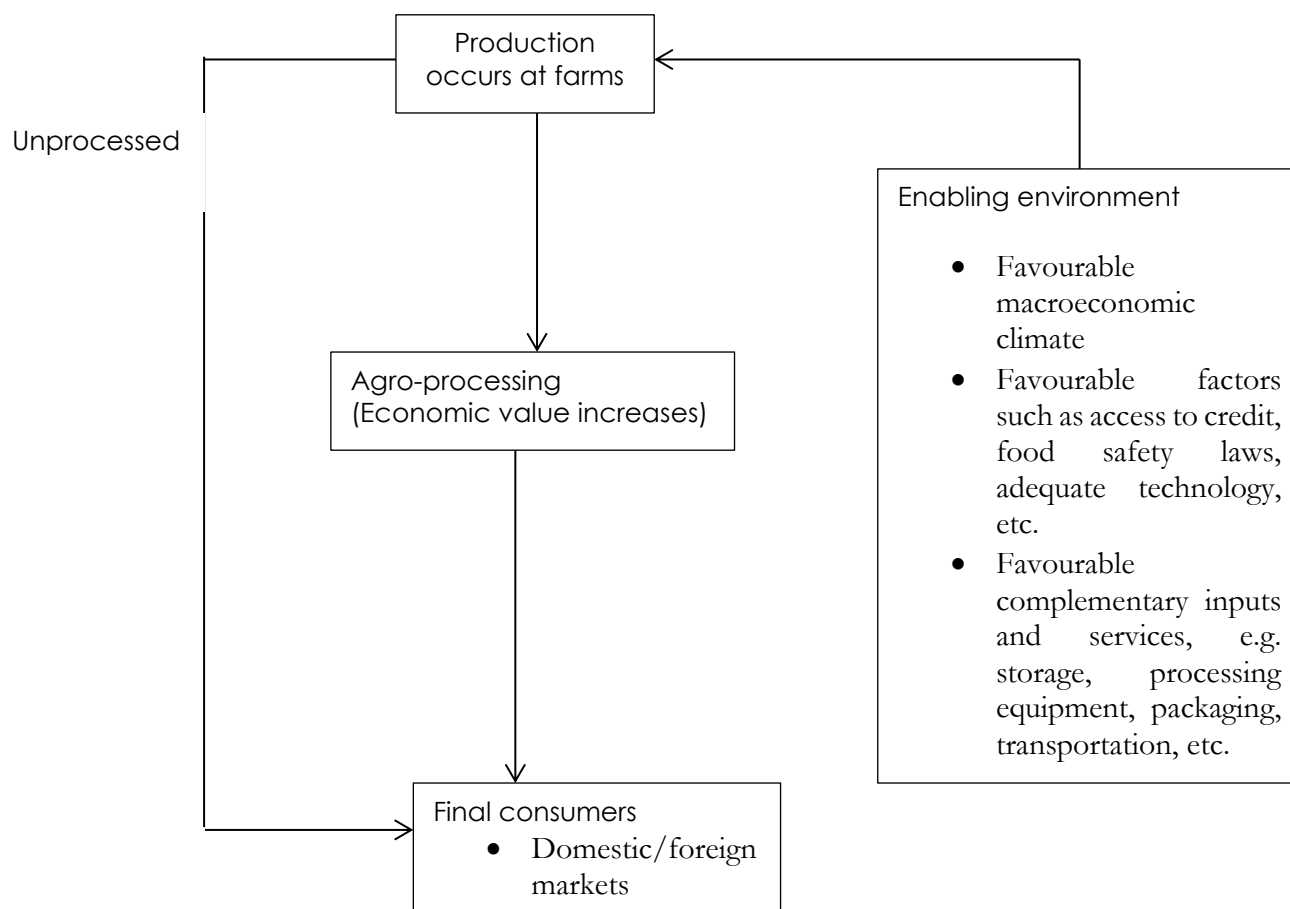 Production
occurs at farms
Unprocessed
Enabling environment
• Favourable
macroeconomic
climate
• Favourable factors
such as access to credit,
food safety laws,
adequate technology,
etc.
• Favourable
complementary inputs
and services, e.g.
storage, processing
equipment, packaging,
transportation, etc.
Agro-processing
(Economic value increases)
Final consumers
• Domestic/foreign
markets